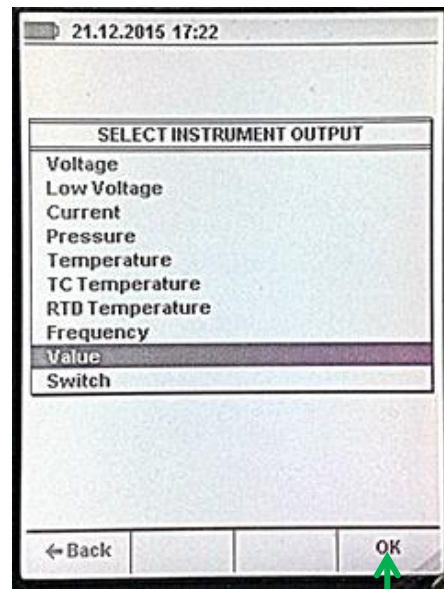 21.12.2015 17:22
SELECT INSTRUMENT OUTPUT
Voltage
Low Voltage
Current
Pressure
Temperature
TC Temperature
RTD Temperature
Frequency
Value
Switch
←Back
OK